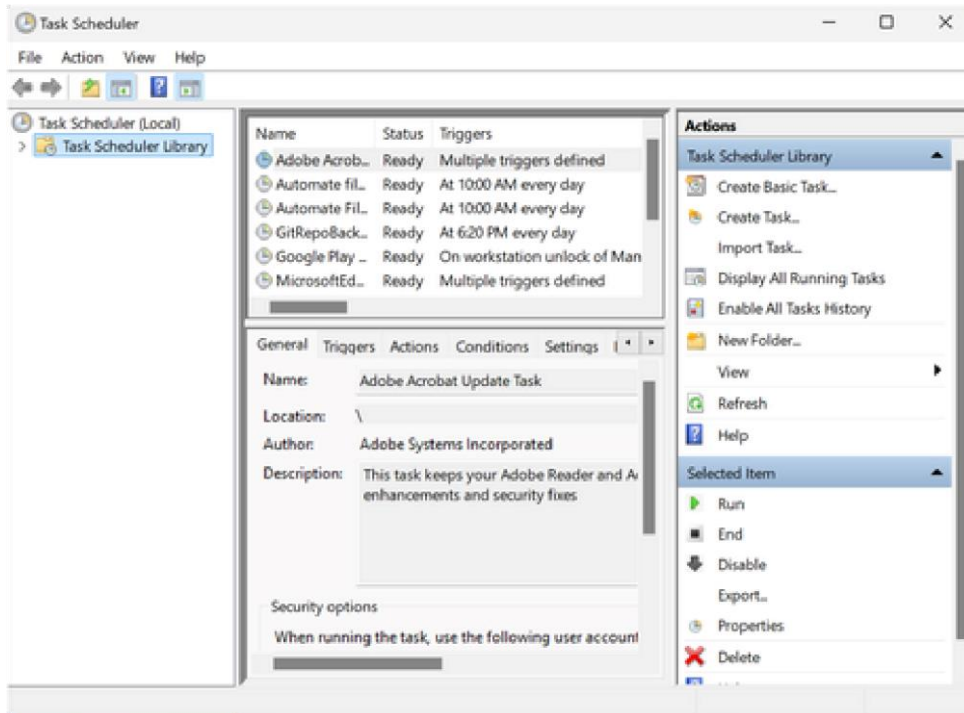 Task Scheduler
File Action View Help
Task Scheduler (Local)
Task Scheduler Library
Name Status Triggers
Adobe Acrob... Ready Multiple triggers defined
Automate fil... Ready At 10:00 AM every day
Automate Fil... Ready At 10:00 AM every day
GitRepoBack... Ready At 6:20 PM every day
Google Play ... Ready On workstation unlock of Man
MicrosoftEd... Ready Multiple triggers defined
General Triggers Actions Conditions Settings
Name: Adobe Acrobat Update Task
Location: \
Author: Adobe Systems Incorporated
Description: This task keeps your Adobe Reader and A
enhancements and security fixes
Security options
When running the task, use the following user account
Actions
Task Scheduler Library
Create Basic Task...
Create Task...
Import Task...
Display All Running Tasks
Enable All Tasks History
New Folder...
View
Refresh
Help
Selected Item
Run
End
Disable
Export...
Properties
Delete